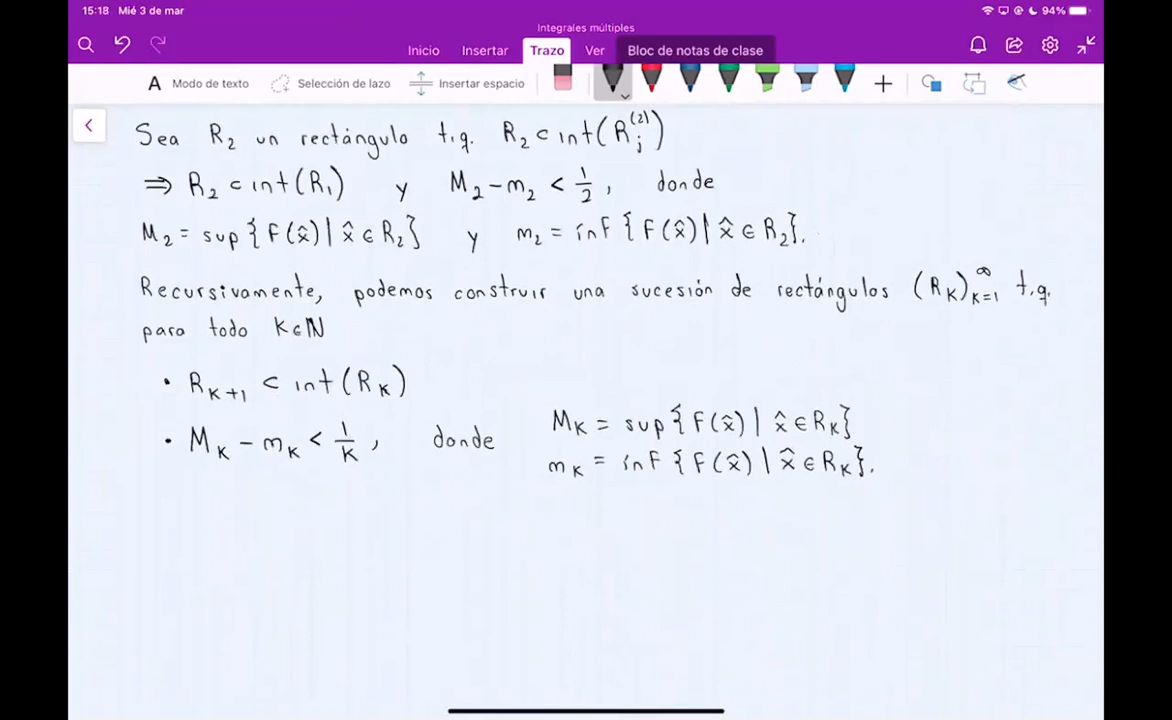 15:18 Mié 3 de mar
94%
Integrales múltiples
Inicio Insertar Trazo Ver Bloc de notas de clase
A Modo de texto Selección de lazo Insertar espacio
Sea R₂ un rectángulo t.q. R₂ ⊂ int(R_j^(2))
⇒ R₂ ⊂ int(R₁) y M₂ - m₂ < 1/2, donde
M₂ = sup{f(x̂) | x̂ ∈ R₂} y m₂ = inf{f(x̂) | x̂ ∈ R₂}.
Recursivamente, podemos construir una sucesión de rectángulos (R_K)_{K=1}^∞ t.q.
para todo K∈ℕ
• R_{K+1} ⊂ int(R_K)
• M_K - m_K < 1/K, donde M_K = sup{f(x̂) | x̂ ∈ R_K}
m_K = inf{f(x̂) | x̂ ∈ R_K}.